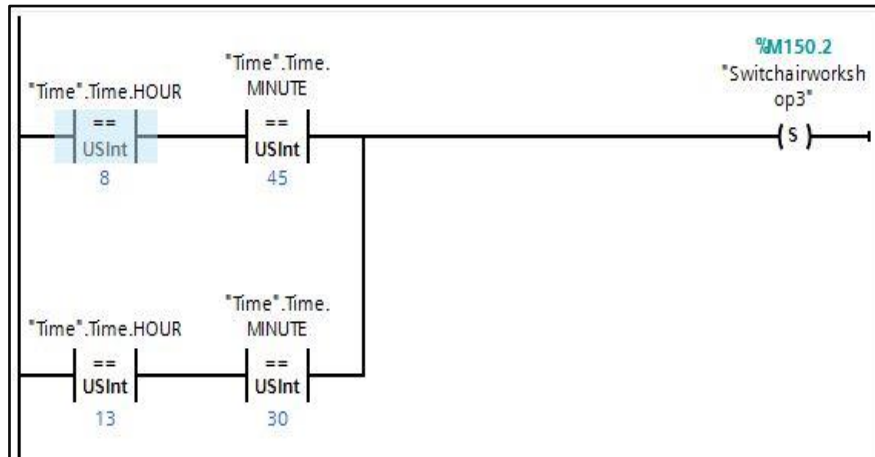 %M150.2
"Switchairworksh
op3"
"Time".Time.HOUR
"Time".Time.
MINUTE
==
USInt
8
==
USInt
45
( S )
"Time".Time.HOUR
"Time".Time.
MINUTE
==
USInt
13
==
USInt
30